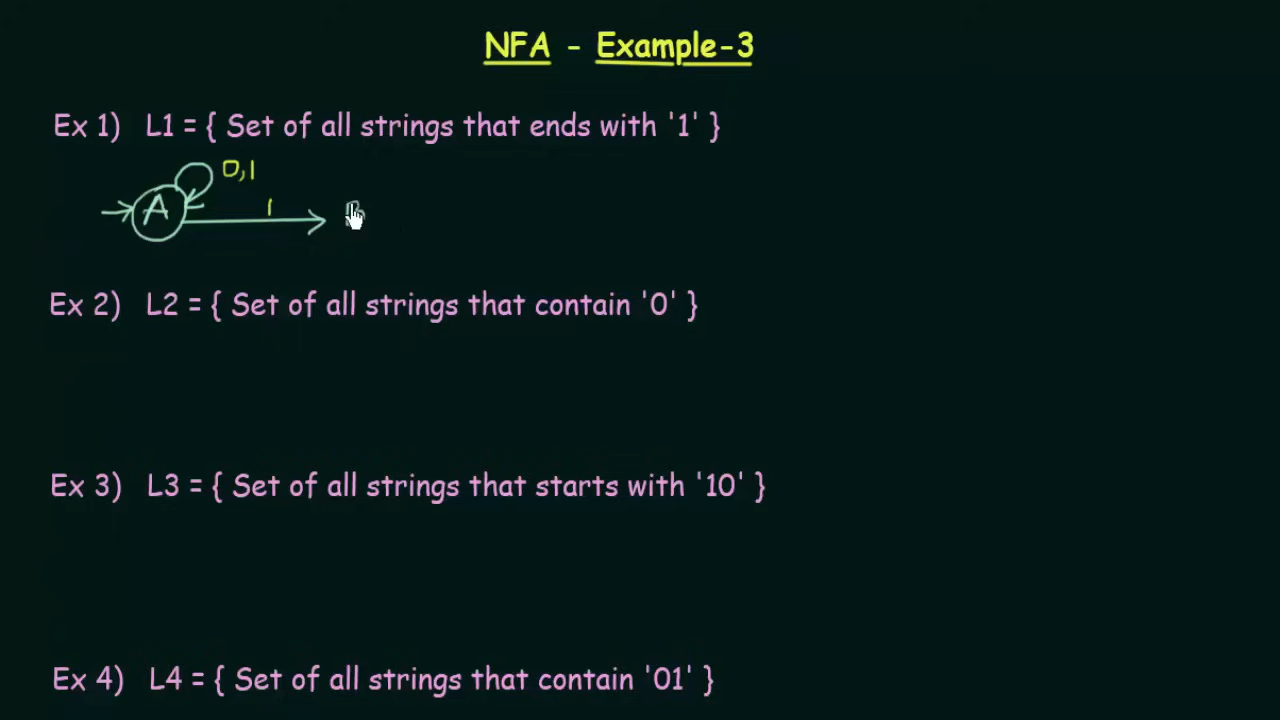 NFA - Example-3
Ex 1) L1 = { Set of all strings that ends with '1' }
0,1
A 1 B
Ex 2) L2 = { Set of all strings that contain '0' }
Ex 3) L3 = { Set of all strings that starts with '10' }
Ex 4) L4 = { Set of all strings that contain '01' }